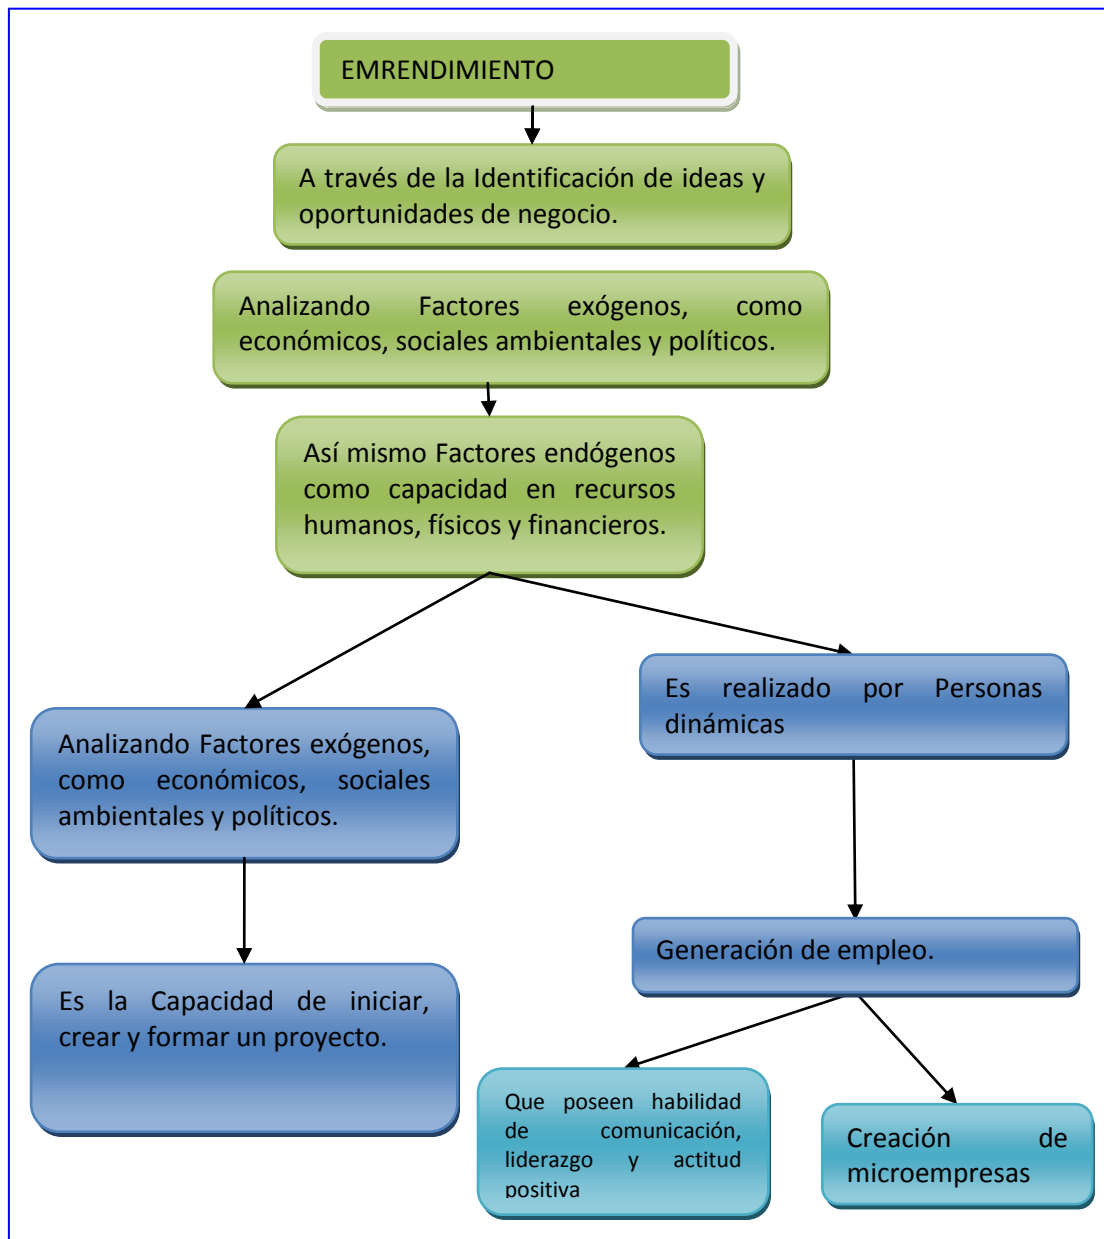 EMRENDIMIENTO
A través de la Identificación de ideas y
oportunidades de negocio.
Analizando Factores exógenos, como
económicos, sociales ambientales y políticos.
Así mismo Factores endógenos
como capacidad en recursos
humanos, físicos y financieros.
Es realizado por Personas
dinámicas
Analizando Factores exógenos,
como económicos, sociales
ambientales y políticos.
Generación de empleo.
Es la Capacidad de iniciar,
crear y formar un proyecto.
Que poseen habilidad
de comunicación,
liderazgo y actitud
positiva
Creación de
microempresas